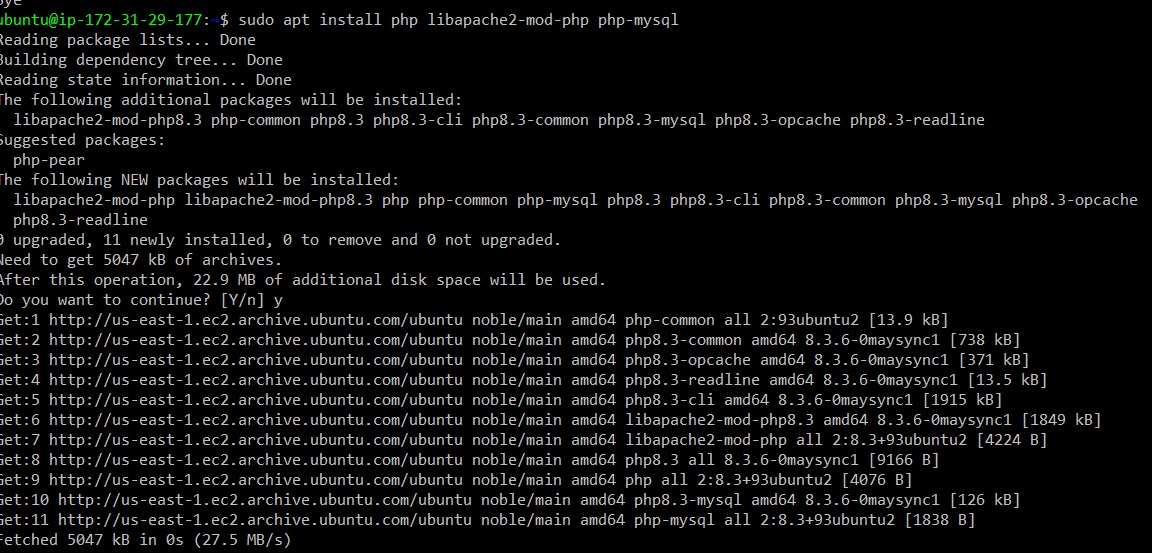 Bye
ubuntu@ip-172-31-29-177:~$ sudo apt install php libapache2-mod-php php-mysql
Reading package lists... Done
Building dependency tree... Done
Reading state information... Done
The following additional packages will be installed:
libapache2-mod-php8.3 php-common php8.3 php8.3-cli php8.3-common php8.3-mysql php8.3-opcache php8.3-readline
Suggested packages:
php-pear
The following NEW packages will be installed:
libapache2-mod-php libapache2-mod-php8.3 php php-common php-mysql php8.3 php8.3-cli php8.3-common php8.3-mysql php8.3-opcache
php8.3-readline
0 upgraded, 11 newly installed, 0 to remove and 0 not upgraded.
Need to get 5047 kB of archives.
After this operation, 22.9 MB of additional disk space will be used.
Do you want to continue? [Y/n] y
Get:1 http://us-east-1.ec2.archive.ubuntu.com/ubuntu noble/main amd64 php-common all 2:93ubuntu2 [13.9 kB]
Get:2 http://us-east-1.ec2.archive.ubuntu.com/ubuntu noble/main amd64 php8.3-common amd64 8.3.6-0maysync1 [738 kB]
Get:3 http://us-east-1.ec2.archive.ubuntu.com/ubuntu noble/main amd64 php8.3-opcache amd64 8.3.6-0maysync1 [371 kB]
Get:4 http://us-east-1.ec2.archive.ubuntu.com/ubuntu noble/main amd64 php8.3-readline amd64 8.3.6-0maysync1 [13.5 kB]
Get:5 http://us-east-1.ec2.archive.ubuntu.com/ubuntu noble/main amd64 php8.3-cli amd64 8.3.6-0maysync1 [1915 kB]
Get:6 http://us-east-1.ec2.archive.ubuntu.com/ubuntu noble/main amd64 libapache2-mod-php8.3 amd64 8.3.6-0maysync1 [1849 kB]
Get:7 http://us-east-1.ec2.archive.ubuntu.com/ubuntu noble/main amd64 libapache2-mod-php all 2:8.3+93ubuntu2 [4224 B]
Get:8 http://us-east-1.ec2.archive.ubuntu.com/ubuntu noble/main amd64 php8.3 all 8.3.6-0maysync1 [9166 B]
Get:9 http://us-east-1.ec2.archive.ubuntu.com/ubuntu noble/main amd64 php all 2:8.3+93ubuntu2 [4076 B]
Get:10 http://us-east-1.ec2.archive.ubuntu.com/ubuntu noble/main amd64 php8.3-mysql amd64 8.3.6-0maysync1 [126 kB]
Get:11 http://us-east-1.ec2.archive.ubuntu.com/ubuntu noble/main amd64 php-mysql all 2:8.3+93ubuntu2 [1838 B]
Fetched 5047 kB in 0s (27.5 MB/s)